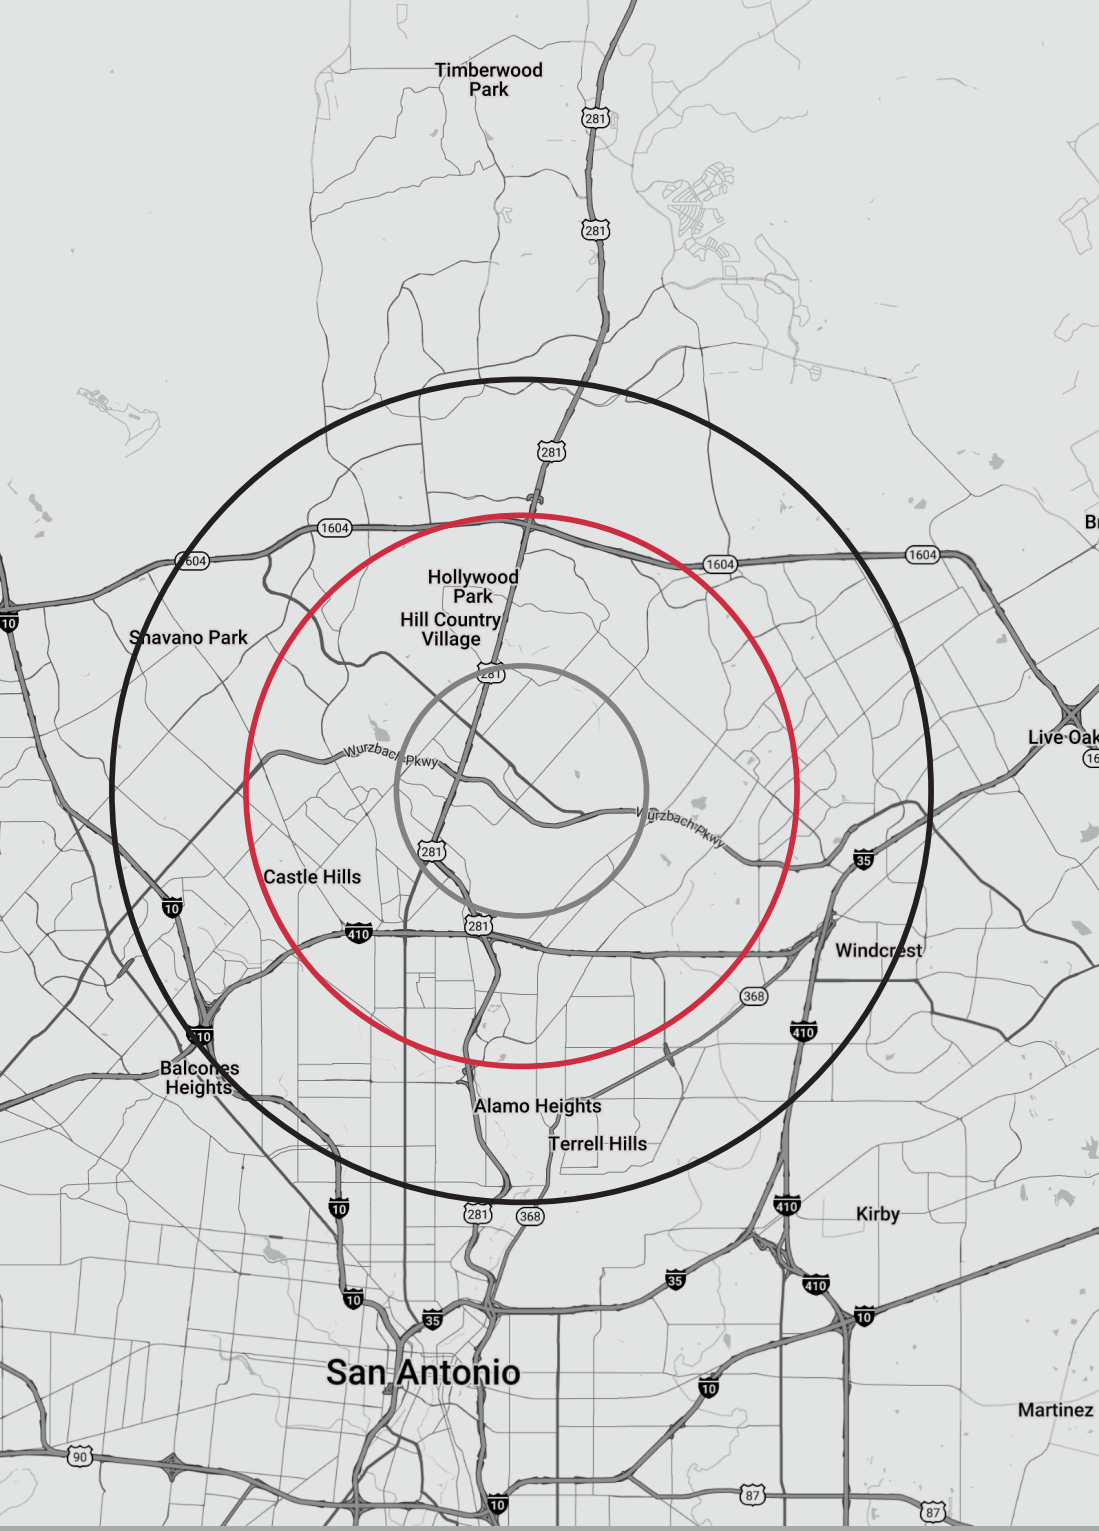 Timberwood
Park
281
281
281
1604
1604
1604
1604
Hollywood
Park
Hill Country
Village
10
Shavano Park
281
Live Oak
Wurzbach Pkwy
Wurzbach Pkwy
281
35
Castle Hills
10
281
410
Windcrest
368
410
410
Balcones
Heights
Alamo Heights
Terrell Hills
10
281
368
410
Kirby
35
410
10
35
10
San Antonio
10
Martinez
90
87
10
87